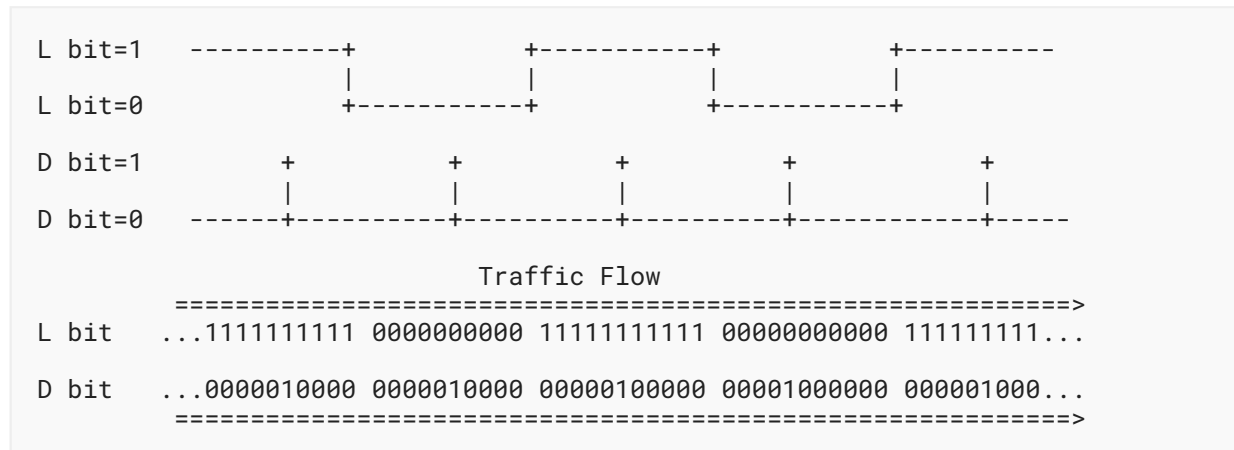 L bit=1   ----------+           +-----------+           +----------
                    |           |           |           |
L bit=0             +-----------+           +-----------+
D bit=1         +          +          +          +            +
                |          |          |          |            |
D bit=0   ------+----------+----------+----------+------------+-----
                             Traffic Flow
         ===========================================================>
L bit   ...1111111111 0000000000 11111111111 00000000000 111111111...
D bit   ...0000010000 0000010000 00000100000 00001000000 000001000...
         ===========================================================>